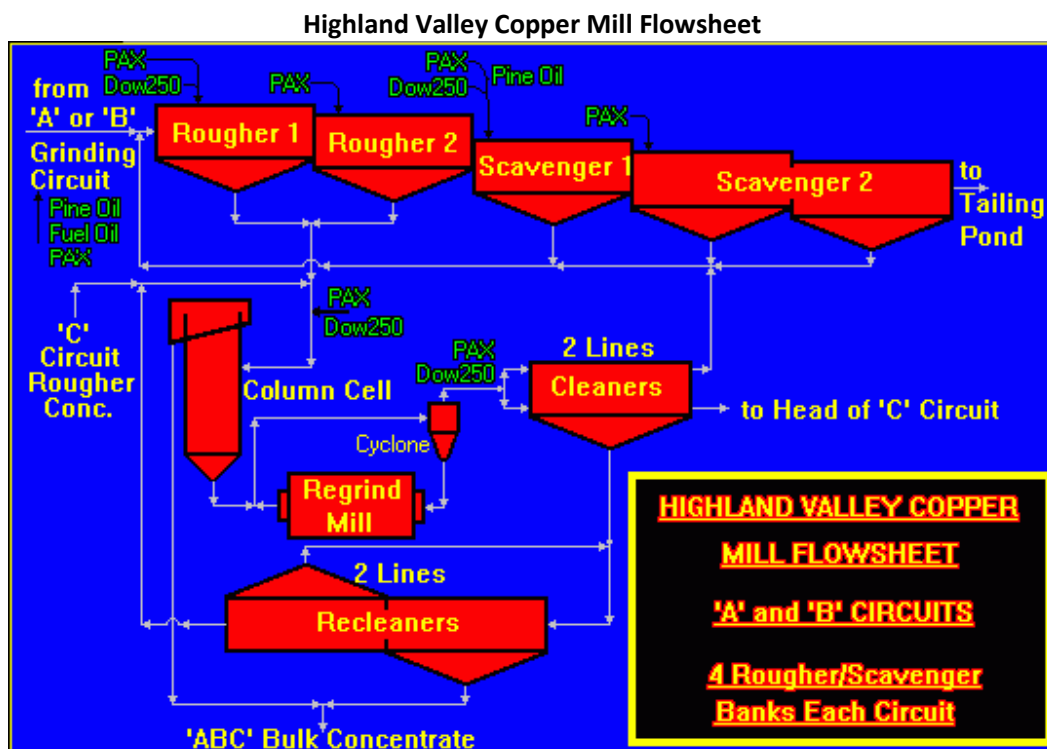 Highland Valley Copper Mill Flowsheet
PAX
Dow250
PAX
PAX
Dow250
Pine Oil
PAX
from
'A' or 'B'
Grinding
Circuit
Pine Oil
Fuel Oil
PAX
Rougher 1
Rougher 2
Scavenger 1
Scavenger 2
to
Tailing
Pond
'C'
Circuit
Rougher
Conc.
PAX
Dow250
Column Cell
PAX
Dow250
2 Lines
Cleaners
to Head of 'C' Circuit
Cyclone
Regrind
Mill
2 Lines
Recleaners
'ABC' Bulk Concentrate
HIGHLAND VALLEY COPPER
MILL FLOWSHEET
'A' and 'B' CIRCUITS
4 Rougher/Scavenger
Banks Each Circuit